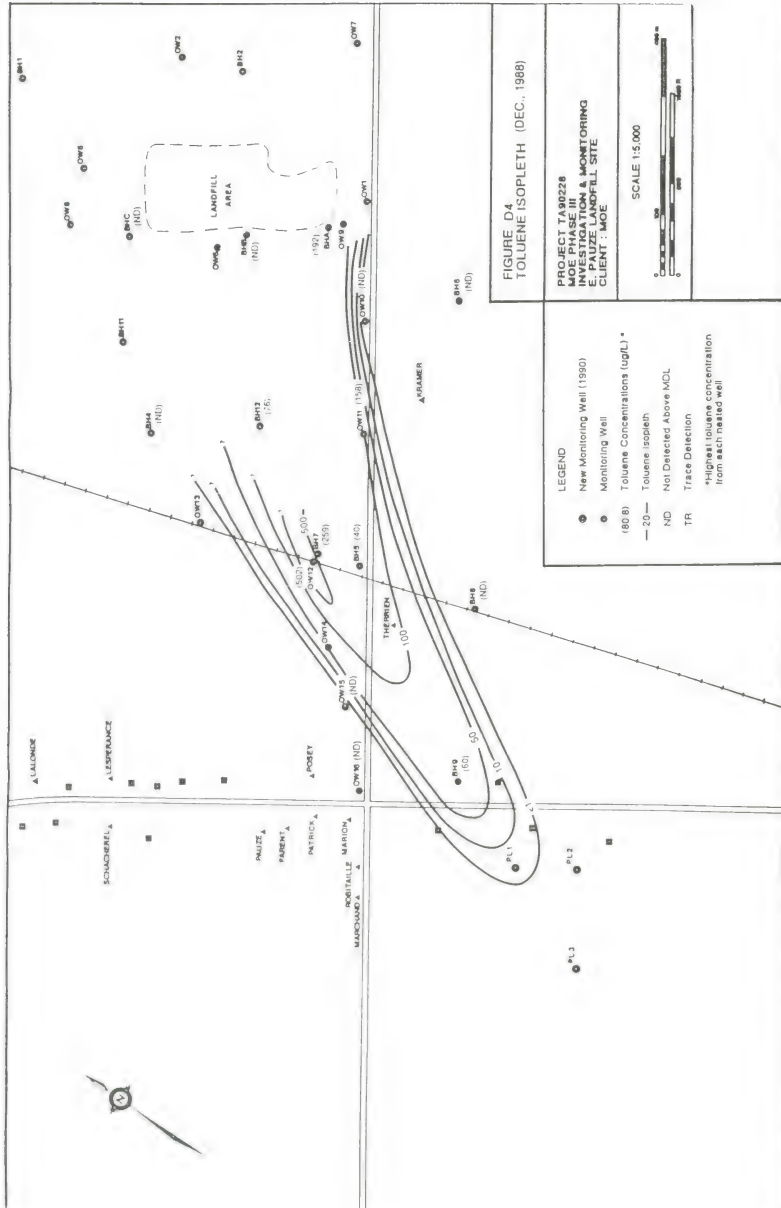 BH1
OW2
BH2
OW7
OW8
BHC
(ND)
LANDFILL
AREA
BHB
(ND)
(192)
BHA
OW9
OW1
BH11
BH4
(ND)
BH13
(26)
OW10 (ND)
OW11 (158)
BH6
(ND)
KRAMER
?
?
?
?
OW13
500
BH7
(259)
OW12
(502)
BH5
(40)
THERRIEN
100
BH8
(ND)
OW14
OW15
(ND)
LALONDE
LESPERANCE
POSEY
OW16 (ND)
BH9
(60)
50
10
SCHACHEREL
PAUZE
PARENT
PATRICK
MARION
ROBITAILLE
MARCHAND
PL1
PL2
PL3
N
FIGURE D4
TOLUENE ISOPLETH (DEC., 1988)
PROJECT TA90228
MOE PHASE III
INVESTIGATION & MONITORING
E. PAUZE LANDFILL SITE
CLIENT : MOE
SCALE 1:5,000
LEGEND
New Monitoring Well (1990)
Monitoring Well
(80.8) Toluene Concentrations (ug/L) *
— 20 — Toluene Isopleth
ND Not Detected Above MDL
TR Trace Detection
*Highest toluene concentration
from each nested well